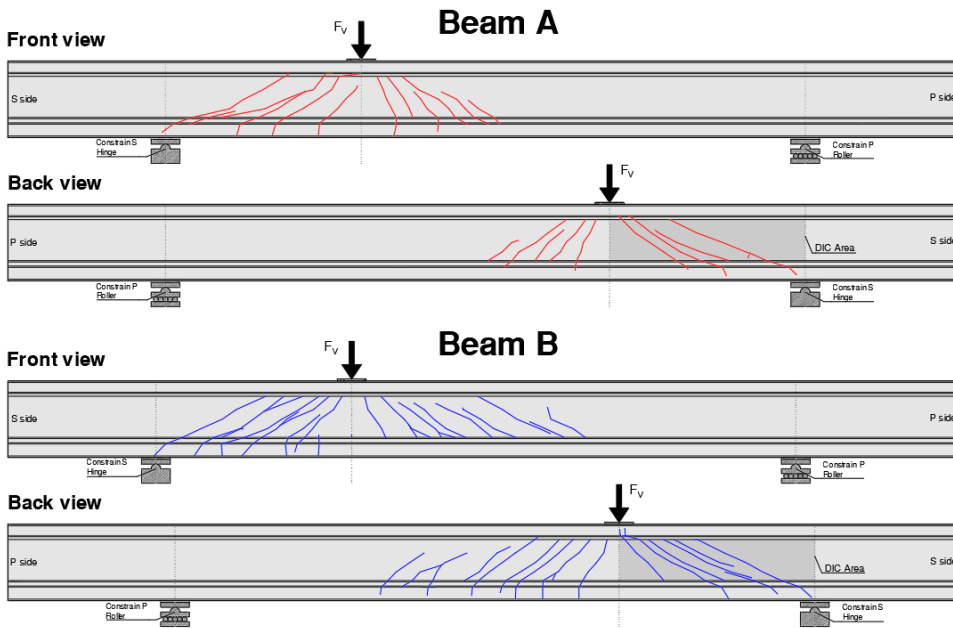 Beam A
Front view
Fv
S side
P side
Constrain S
Hinge
Constrain P
Roller
Back view
Fv
P side
S side
DIC Area
Constrain P
Roller
Constrain S
Hinge
Beam B
Front view
Fv
S side
P side
Constrain S
Hinge
Constrain P
Roller
Back view
Fv
P side
S side
DIC Area
Constrain P
Roller
Constrain S
Hinge